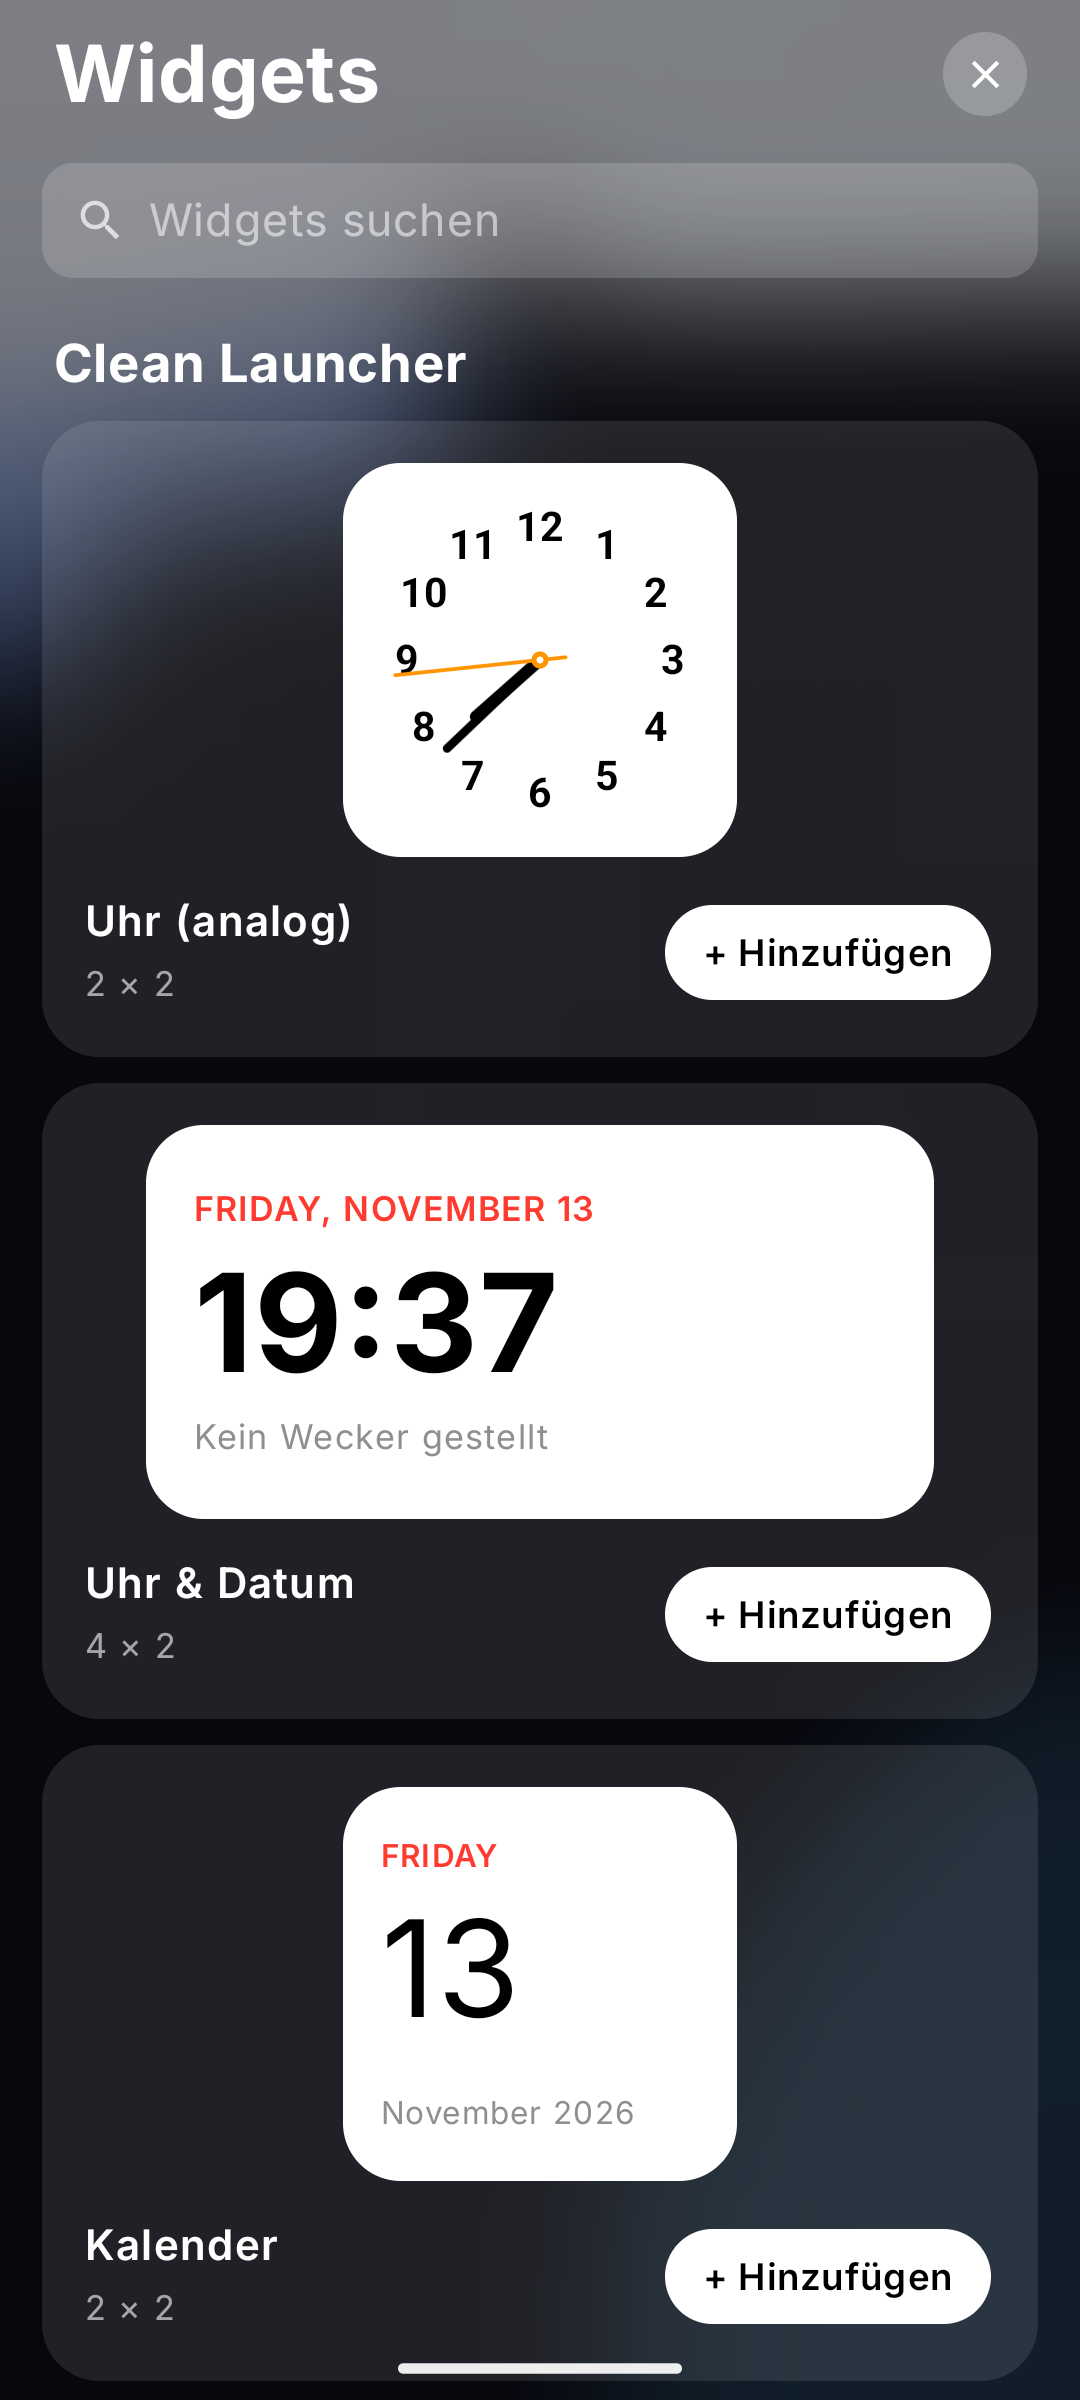 Widgets
Widgets suchen
Clean Launcher
12
11
1
10
2
9
3
8
4
7
5
6
Uhr (analog)
2 × 2
+ Hinzufügen
FRIDAY, NOVEMBER 13
19:37
Kein Wecker gestellt
Uhr & Datum
4 × 2
+ Hinzufügen
FRIDAY
13
November 2026
Kalender
2 × 2
+ Hinzufügen